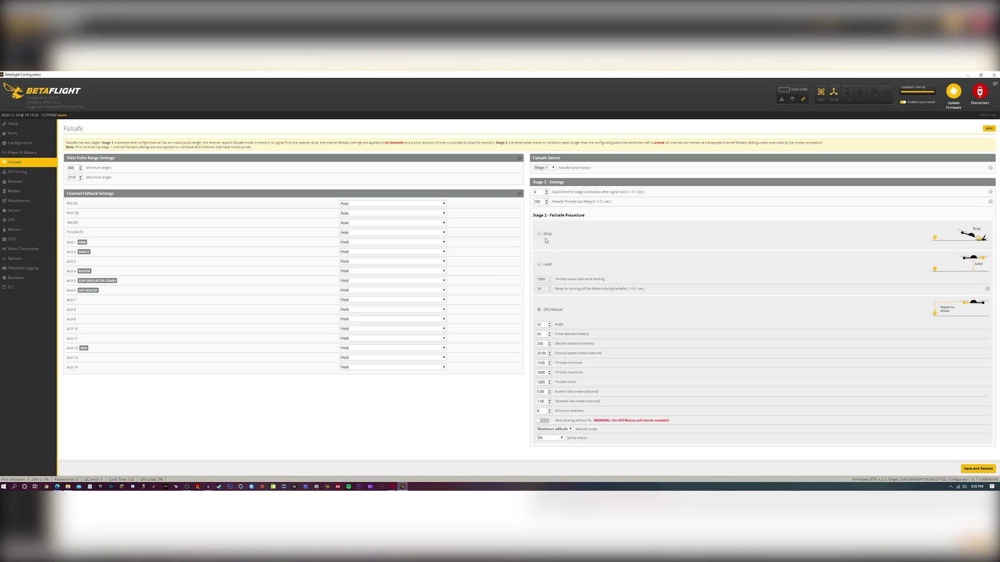 Betaflight Configurator
BETAFLIGHT
Configurator: 10.7.0
Firmware: BTFL 4.2.3
Target: DIAT/MAMBAF7(STM32F7X2)
0.82V (USB)
Gyro
Accel
Dataflash: free 0B
Enable Expert Mode
Update Firmware
Disconnect
2020-12-14 @ 16:19:33 -- EEPROM saved
Show Log
Setup
Ports
Configuration
Power & Battery
Failsafe
PID Tuning
Receiver
Modes
Adjustments
Servos
GPS
Motors
OSD
Video Transmitter
Sensors
Tethered Logging
Blackbox
CLI
Failsafe
WIKI
Failsafe has two stages. Stage 1 is entered when a flightchannel has an invalid pulse length, the receiver reports failsafe mode or there is no signal from the receiver at all, the channel fallback settings are applied to all channels and a short amount of time is provided to allow for recovery. Stage 2 is entered when the error condition takes longer than the configured guard time while the craft is armed, all channels will remain at the applied channel fallback setting unless overruled by the chosen procedure.
Note: Prior to entering stage 1, channel fallback settings are also applied to individual AUX channels that have invalid pulses.
Valid Pulse Range Settings
885 Minimum length
2115 Maximum length
Channel Fallback Settings
Roll [A] Auto
Pitch [E] Auto
Yaw [R] Auto
Throttle [T] Auto
AUX 1 ARM Hold
AUX 2 ANGLE Hold
AUX 3 Hold
AUX 4 BEEPER Hold
AUX 5 FLIP OVER AFTER CRASH Hold
AUX 6 GPS RESCUE Hold
AUX 7 Hold
AUX 8 Hold
AUX 9 Hold
AUX 10 Hold
AUX 11 Hold
AUX 12 RSSI Hold
AUX 13 Hold
AUX 14 Hold
Failsafe Switch
Stage 1 Failsafe Switch Action
Stage 2 - Settings
4 Guard time for stage 2 activation after signal lost [1 = 0.1 sec.]
100 Failsafe Throttle Low Delay [1 = 0.1 sec.]
Stage 2 - Failsafe Procedure
Drop
Drop
Land
Land
1000 Throttle value used while landing
10 Delay for turning off the Motors during Failsafe [1 = 0.1 sec.]
GPS Rescue
Return to Home
32 Angle
50 Initial altitude (meters)
200 Descent distance (meters)
20.00 Ground speed (meters/second)
1100 Throttle minimum
1600 Throttle maximum
1280 Throttle hover
5.00 Ascend rate (meters/second)
1.50 Descend rate (meters/second)
8 Minimum satellites
Allow arming without fix - WARNING: the GPS Rescue will not be available
Maximum altitude Altitude mode
On Sanity checks
Save and Reboot
Port utilization: D: 29% U: 1% Packet error: 0 I2C error: 0 Cycle Time: 125 CPU Load: 3%
Firmware: BTFL 4.2.3, Target: DIAT/MAMBAF7(STM32F7X2), Configurator: 10.7.0 (4f646390)
4:20 PM